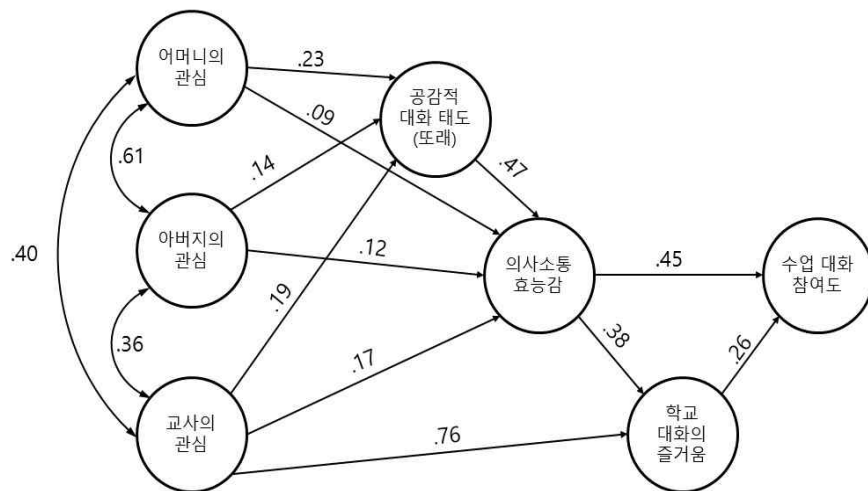 어머니의
관심
.23
공감적
대화 태도
(또래)
.09
.61
.14
.47
아버지의
관심
.40
.12
의사소통
효능감
.45
수업 대화
참여도
.19
.36
.17
.38
.26
교사의
관심
.76
학교
대화의
즐거움